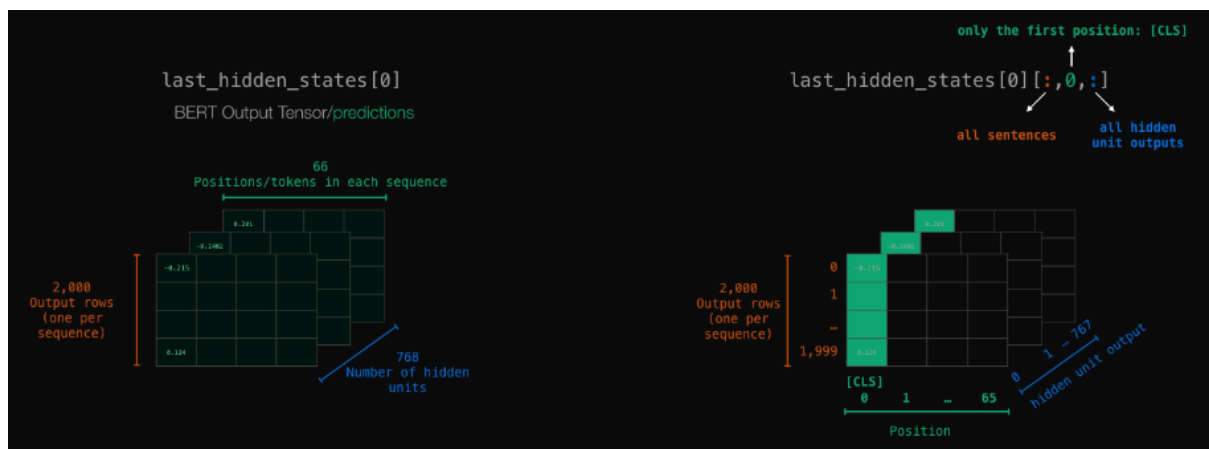 last_hidden_states[0]
BERT Output Tensor/predictions
66
Positions/tokens in each sequence
0.201
-0.1402
-0.215
0.124
2,000
Output rows
(one per
sequence)
768
Number of hidden
units
only the first position: [CLS]
last_hidden_states[0][:,0,:]
all sentences
all hidden
unit outputs
0.201
-0.1402
-0.215
0.124
2,000
Output rows
(one per
sequence)
0
1
…
1,999
[CLS]
0 1 … 65
Position
0 1 … 767
hidden unit output